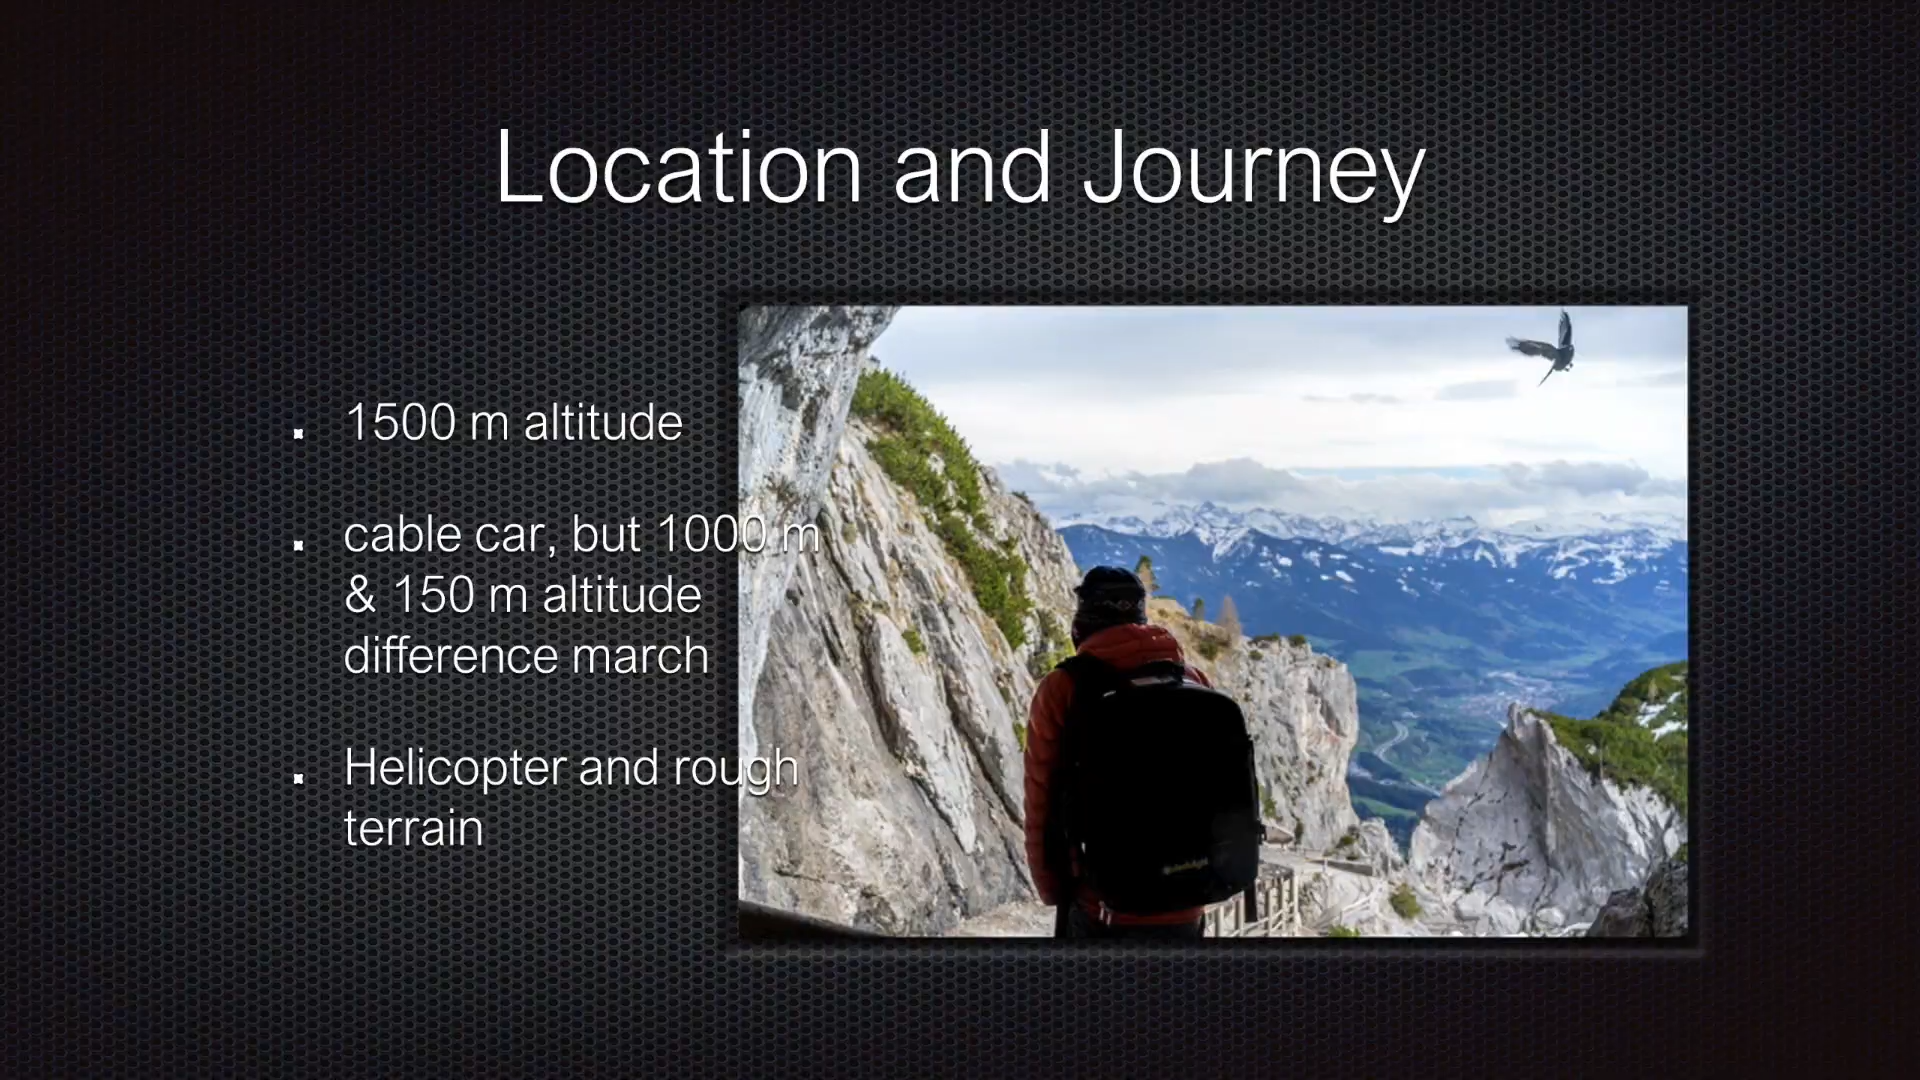 Location and Journey
1500 m altitude
cable car, but 1000 m
& 150 m altitude
difference march
Helicopter and rough
terrain